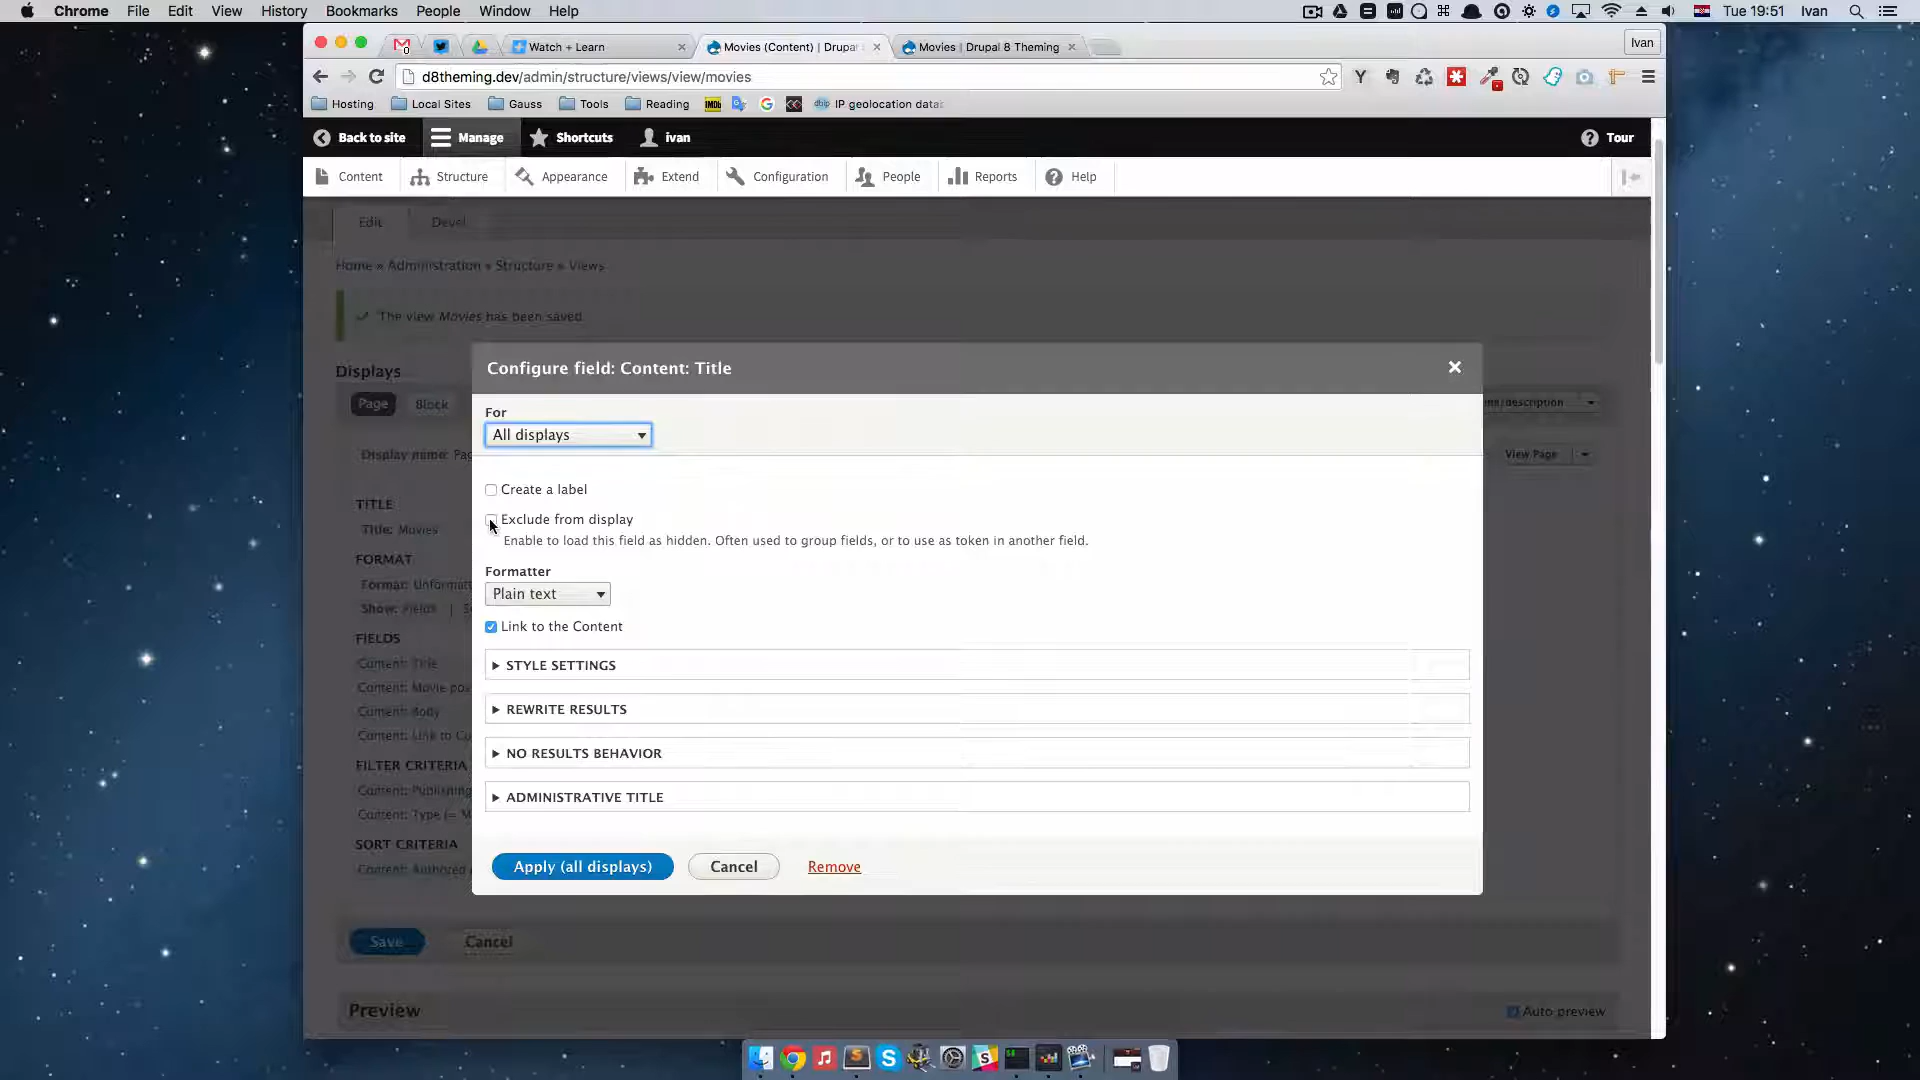 Chrome File Edit View History Bookmarks People Window Help Tue 19:51 Ivan
Watch + Learn
Movies (Content) | Drupal
Movies | Drupal 8 Theming
Ivan
d8theming.dev/admin/structure/views/view/movies
Hosting Local Sites Gauss Tools Reading IMDb IP geolocation data
Back to site Manage Shortcuts ivan Tour
Content Structure Appearance Extend Configuration People Reports Help
Edit Devel
Home » Administration » Structure » Views
The view Movies has been saved.
Displays
Page Block description
Display name: Pag View Page
TITLE
Title: Movies
FORMAT
Format: Unformatt
Show: Fields | S
FIELDS
Content: Title
Content: Movie pos
Content: Body
Content: Link to Cu
FILTER CRITERIA
Content: Publishing
Content: Type (= M
SORT CRITERIA
Content: Authored
Configure field: Content: Title
For
All displays
Create a label
Exclude from display
Enable to load this field as hidden. Often used to group fields, or to use as token in another field.
Formatter
Plain text
Link to the Content
STYLE SETTINGS
REWRITE RESULTS
NO RESULTS BEHAVIOR
ADMINISTRATIVE TITLE
Apply (all displays) Cancel Remove
Save Cancel
Preview Auto preview